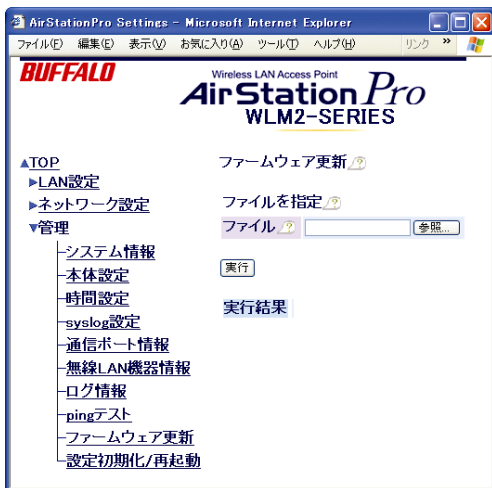 AirStationPro Settings - Microsoft Internet Explorer
ファイル(F) 編集(E) 表示(V) お気に入り(A) ツール(T) ヘルプ(H) リンク »
BUFFALO
Wireless LAN Access Point
AirStation Pro
WLM2-SERIES
▲TOP
▶LAN設定
▶ネットワーク設定
▼管理
システム情報
本体設定
時間設定
syslog設定
通信ポート情報
無線LAN機器情報
ログ情報
pingテスト
ファームウェア更新
設定初期化/再起動
ファームウェア更新 ?
ファイルを指定 ?
ファイル ? 参照...
実行
実行結果